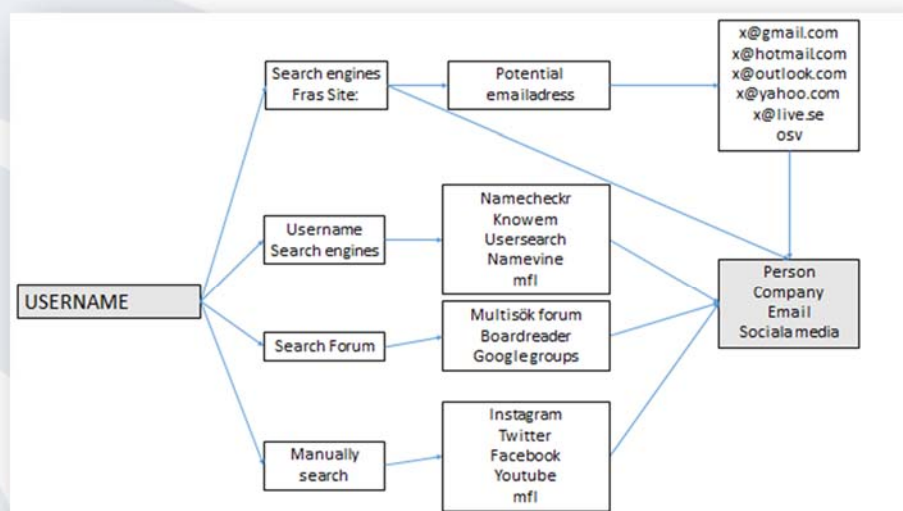 x@gmail.com
x@hotmail.com
x@outlook.com
x@yahoo.com
x@live.se
osv
Search engines
Fras Site:
Potential
emailadress
Username
Search engines
Namecheckr
Knowem
Usersearch
Namevine
mfl
USERNAME
Person
Company
Email
Sociala media
Search Forum
Multisök forum
Boardreader
Google groups
Manually
search
Instagram
Twitter
Facebook
Youtube
mfl